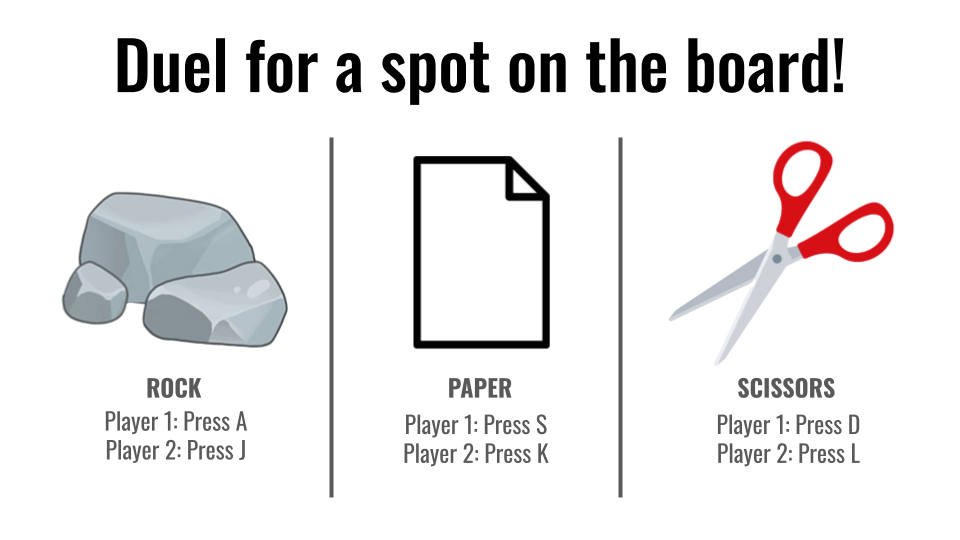 Duel for a spot on the board!
ROCK
Player 1: Press A
Player 2: Press J
PAPER
Player 1: Press S
Player 2: Press K
SCISSORS
Player 1: Press D
Player 2: Press L